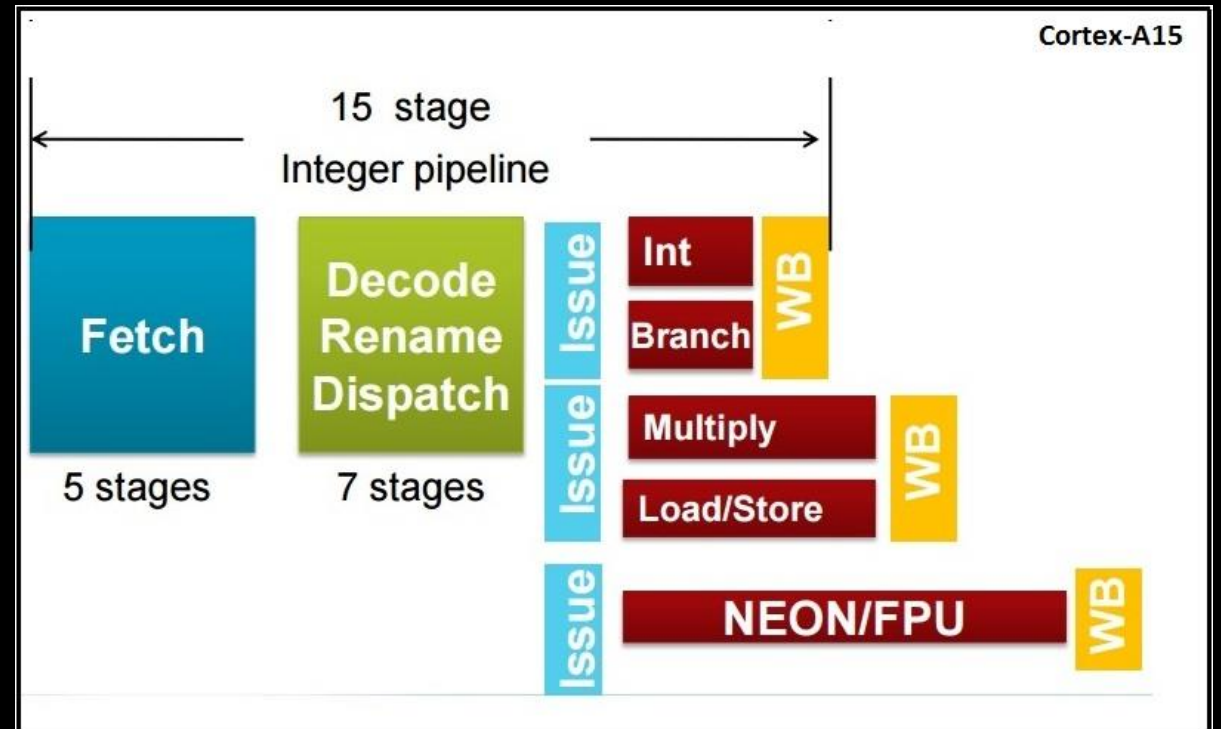 Cortex-A15
15 stage
Integer pipeline
Fetch
5 stages
Decode
Rename
Dispatch
7 stages
Issue
Int
Branch
WB
Issue
Multiply
Load/Store
WB
Issue
NEON/FPU
WB